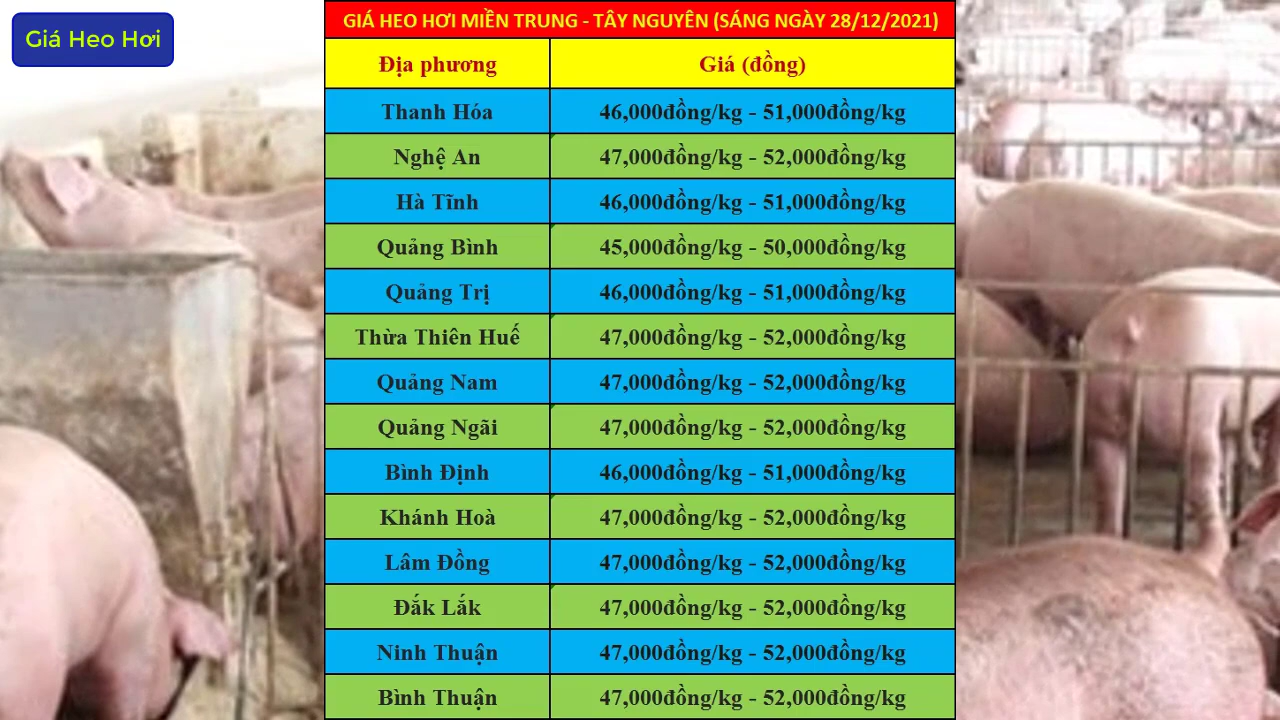 Giá Heo Hơi
GIÁ HEO HƠI MIỀN TRUNG - TÂY NGUYÊN (SÁNG NGÀY 28/12/2021)
Địa phương Giá (đồng)
Thanh Hóa 46,000đồng/kg - 51,000đồng/kg
Nghệ An 47,000đồng/kg - 52,000đồng/kg
Hà Tĩnh 46,000đồng/kg - 51,000đồng/kg
Quảng Bình 45,000đồng/kg - 50,000đồng/kg
Quảng Trị 46,000đồng/kg - 51,000đồng/kg
Thừa Thiên Huế 47,000đồng/kg - 52,000đồng/kg
Quảng Nam 47,000đồng/kg - 52,000đồng/kg
Quảng Ngãi 47,000đồng/kg - 52,000đồng/kg
Bình Định 46,000đồng/kg - 51,000đồng/kg
Khánh Hoà 47,000đồng/kg - 52,000đồng/kg
Lâm Đồng 47,000đồng/kg - 52,000đồng/kg
Đắk Lắk 47,000đồng/kg - 52,000đồng/kg
Ninh Thuận 47,000đồng/kg - 52,000đồng/kg
Bình Thuận 47,000đồng/kg - 52,000đồng/kg